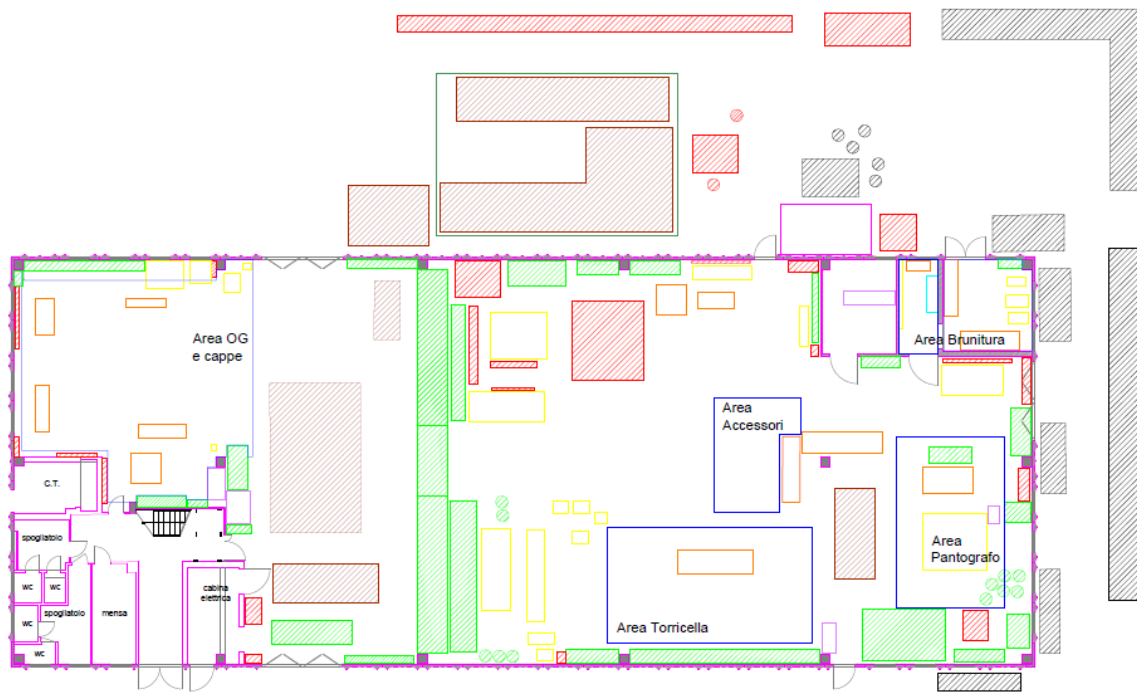 Area OG
e cappe
Area Brunitura
Area
Accessori
C.T.
spogliatoio
Area
Pantografo
wc
wc
cabina
elettrica
spogliatoio
mensa
wc
Area Torricella
wc